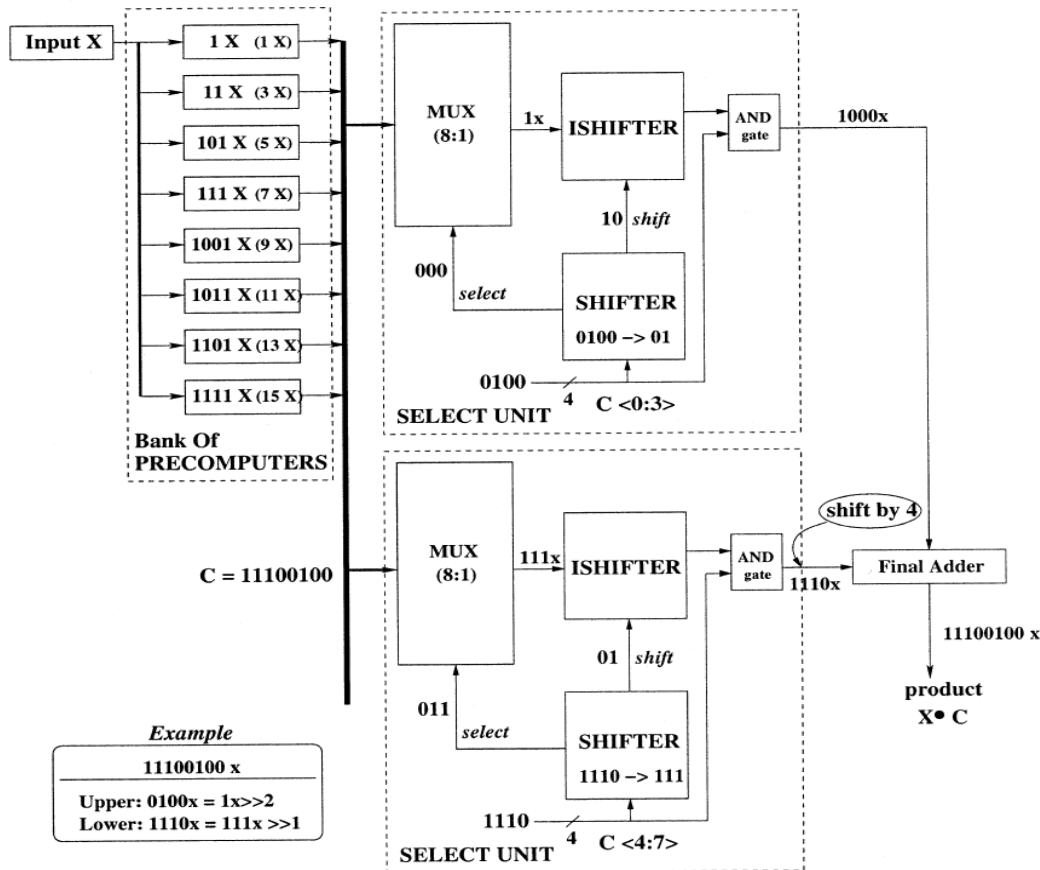 Input X
1 X (1 X)
11 X (3 X)
101 X (5 X)
111 X (7 X)
1001 X (9 X)
1011 X (11 X)
1101 X (13 X)
1111 X (15 X)
Bank Of
PRECOMPUTERS
MUX
(8:1)
1x
ISHIFTER
AND
gate
1000x
10 shift
000
select
SHIFTER
0100 -> 01
0100
4
C <0:3>
SELECT UNIT
C = 11100100
MUX
(8:1)
111x
ISHIFTER
AND
gate
shift by 4
1110x
Final Adder
11100100 x
product
X• C
01 shift
011
select
SHIFTER
1110 -> 111
1110
4
C <4:7>
SELECT UNIT
Example
11100100 x
Upper: 0100x = 1x>>2
Lower: 1110x = 111x >>1